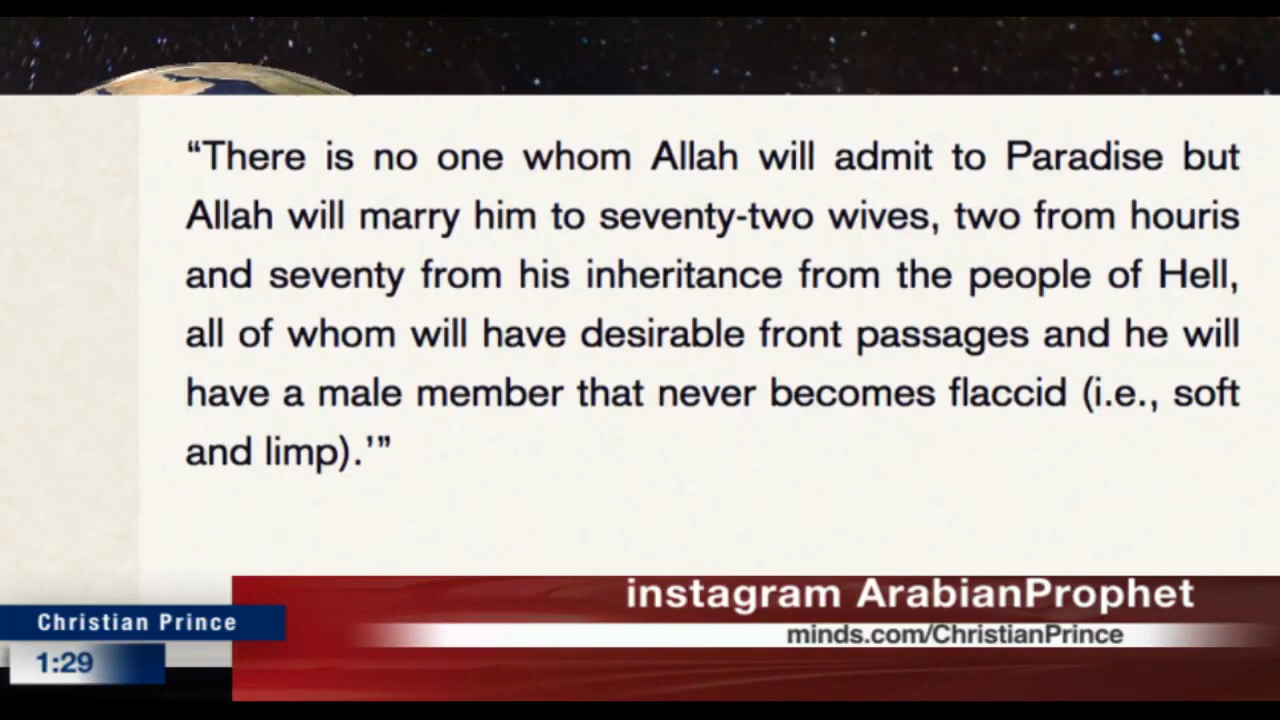 “There is no one whom Allah will admit to Paradise but
Allah will marry him to seventy-two wives, two from houris
and seventy from his inheritance from the people of Hell,
all of whom will have desirable front passages and he will
have a male member that never becomes flaccid (i.e., soft
and limp).’”
instagram ArabianProphet
Christian Prince
minds.com/ChristianPrince
1:29